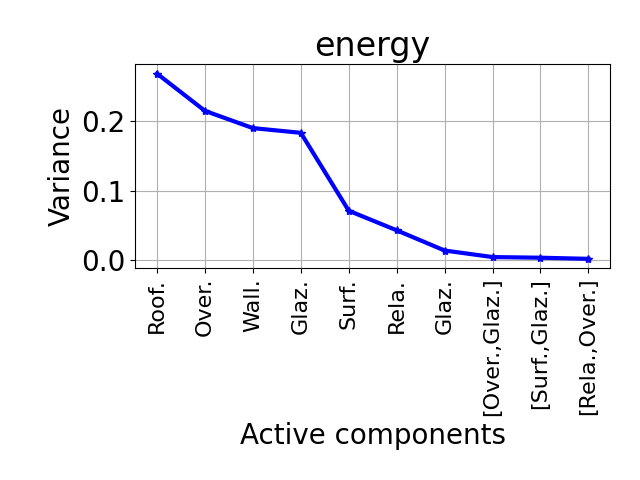 energy
Variance
0.2
0.1
0.0
Roof.
Over.
Wall.
Glaz.
Surf.
Rela.
Glaz.
[Over.,Glaz.]
[Surf.,Glaz.]
[Rela.,Over.]
Active components